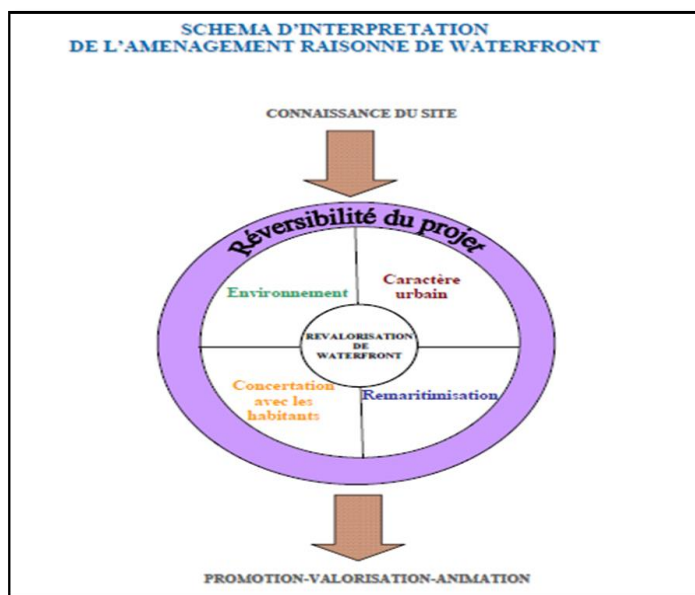 SCHEMA D'INTERPRETATION
DE L'AMENAGEMENT RAISONNE DE WATERFRONT
CONNAISSANCE DU SITE
Réversibilité du projet
Environnement
Caractère
urbain
REVALORISATION
DE
WATERFRONT
Concertation
avec les
habitants
Remaritimisation
PROMOTION-VALORISATION-ANIMATION